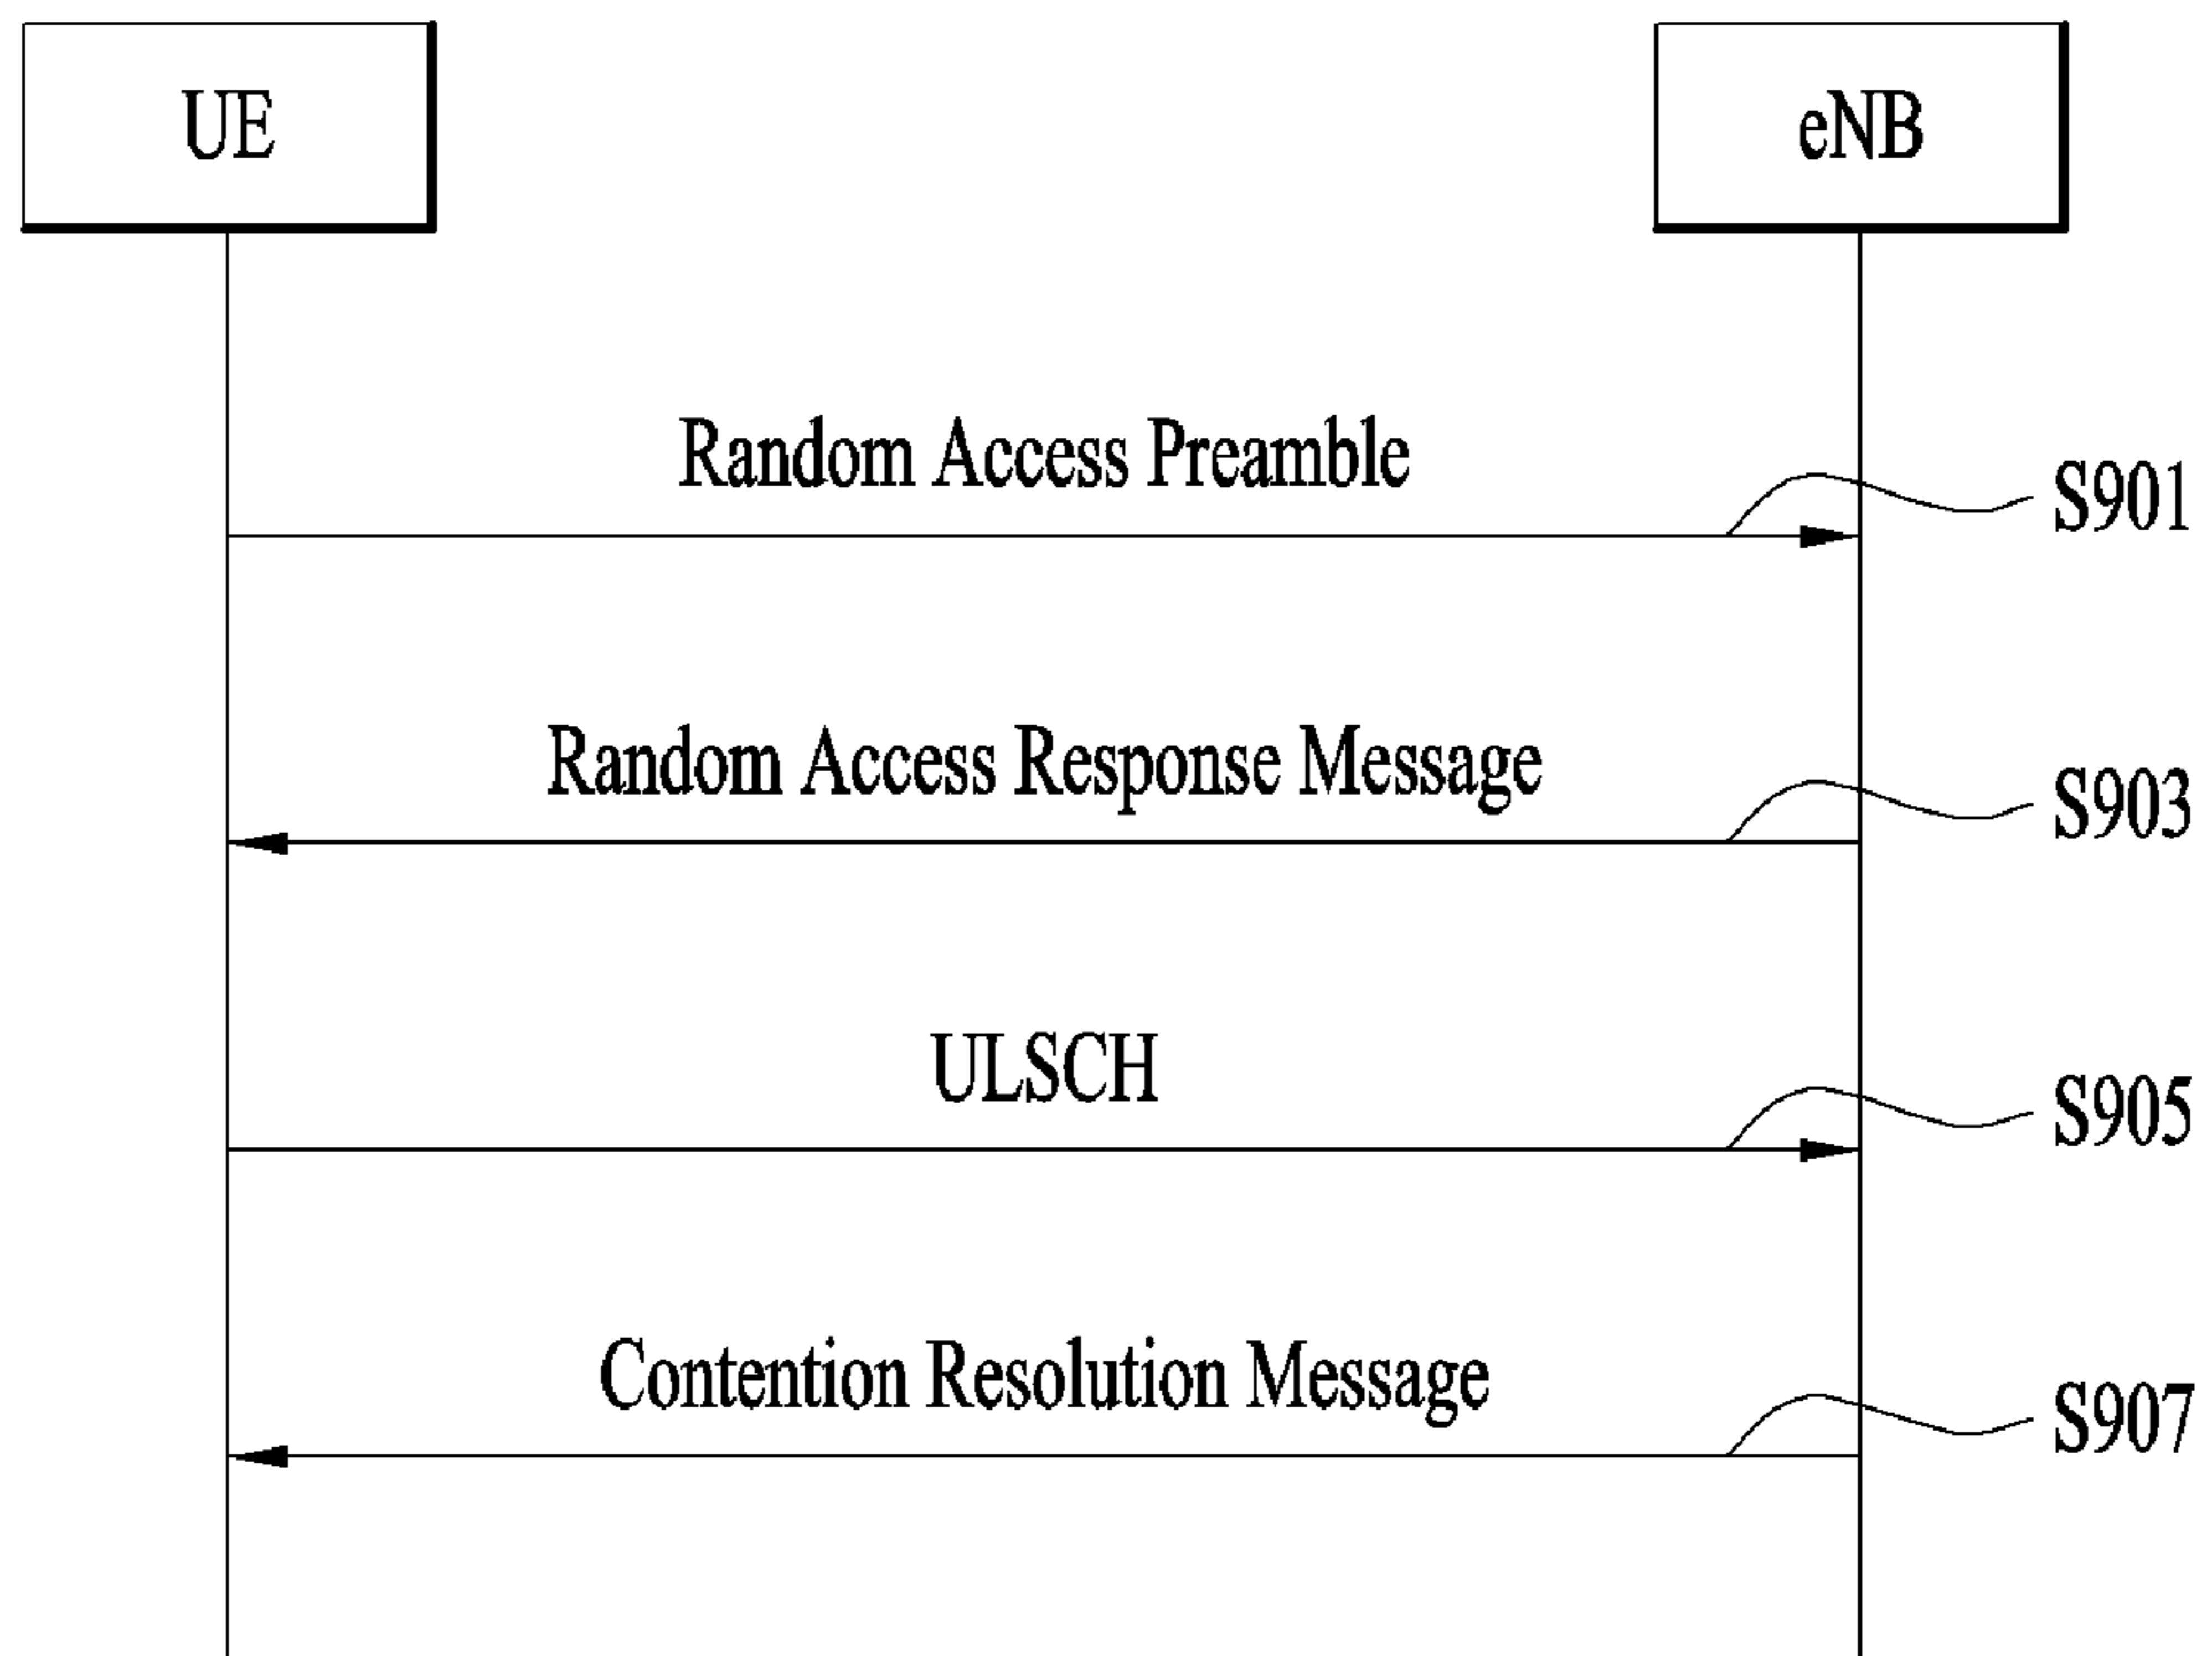 UE
eNB
Random Access Preamble
S901
Random Access Response Message
S903
ULSCH
S905
Contention Resolution Message
S907